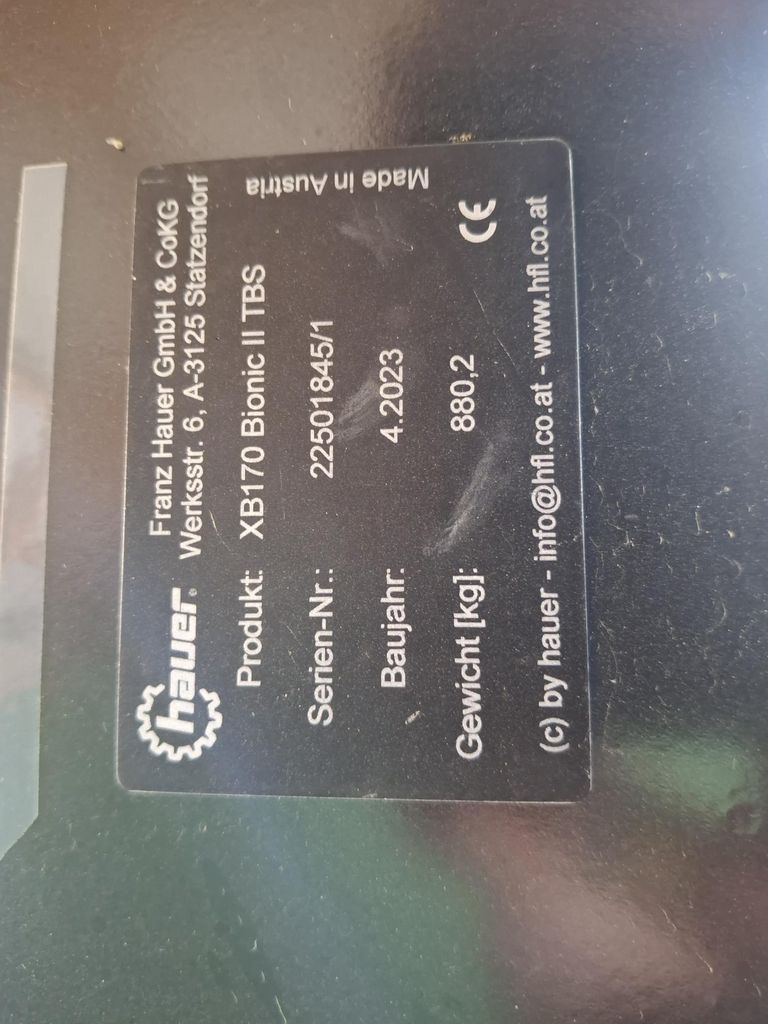 hauer®
Franz Hauer GmbH & CoKG
Werksstr. 6, A-3125 Statzendorf
Produkt: XB170 Bionic II TBS
Serien-Nr.: 22501845/1
Baujahr: 4.2023
Gewicht [kg]: 880,2
Made in Austria
CE
(c) by hauer - info@hfl.co.at - www.hfl.co.at